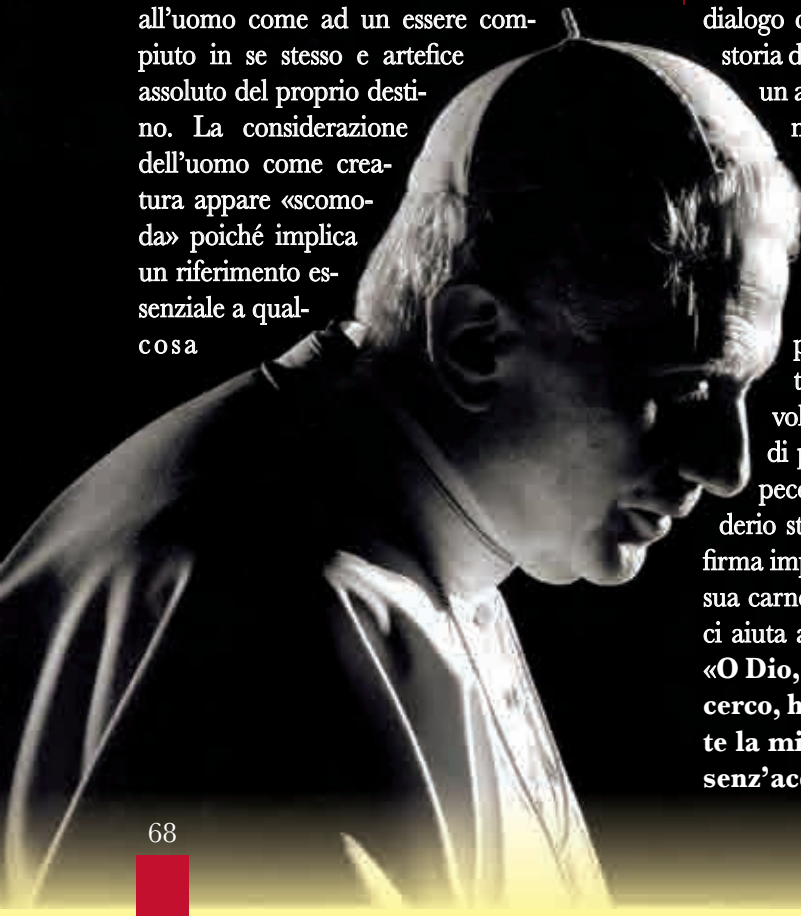 all’uomo come ad un essere com-
piuto in se stesso e artefice
assoluto del proprio desti-
no. La considerazione
dell’uomo come crea-
tura appare «scomo-
da» poiché implica
un riferimento es-
senziale a qual-
cosa
dialogo
storia
un
vol
di
derio
firma
sua
ci aiuta
«O Dio,
cerco,
te la
68